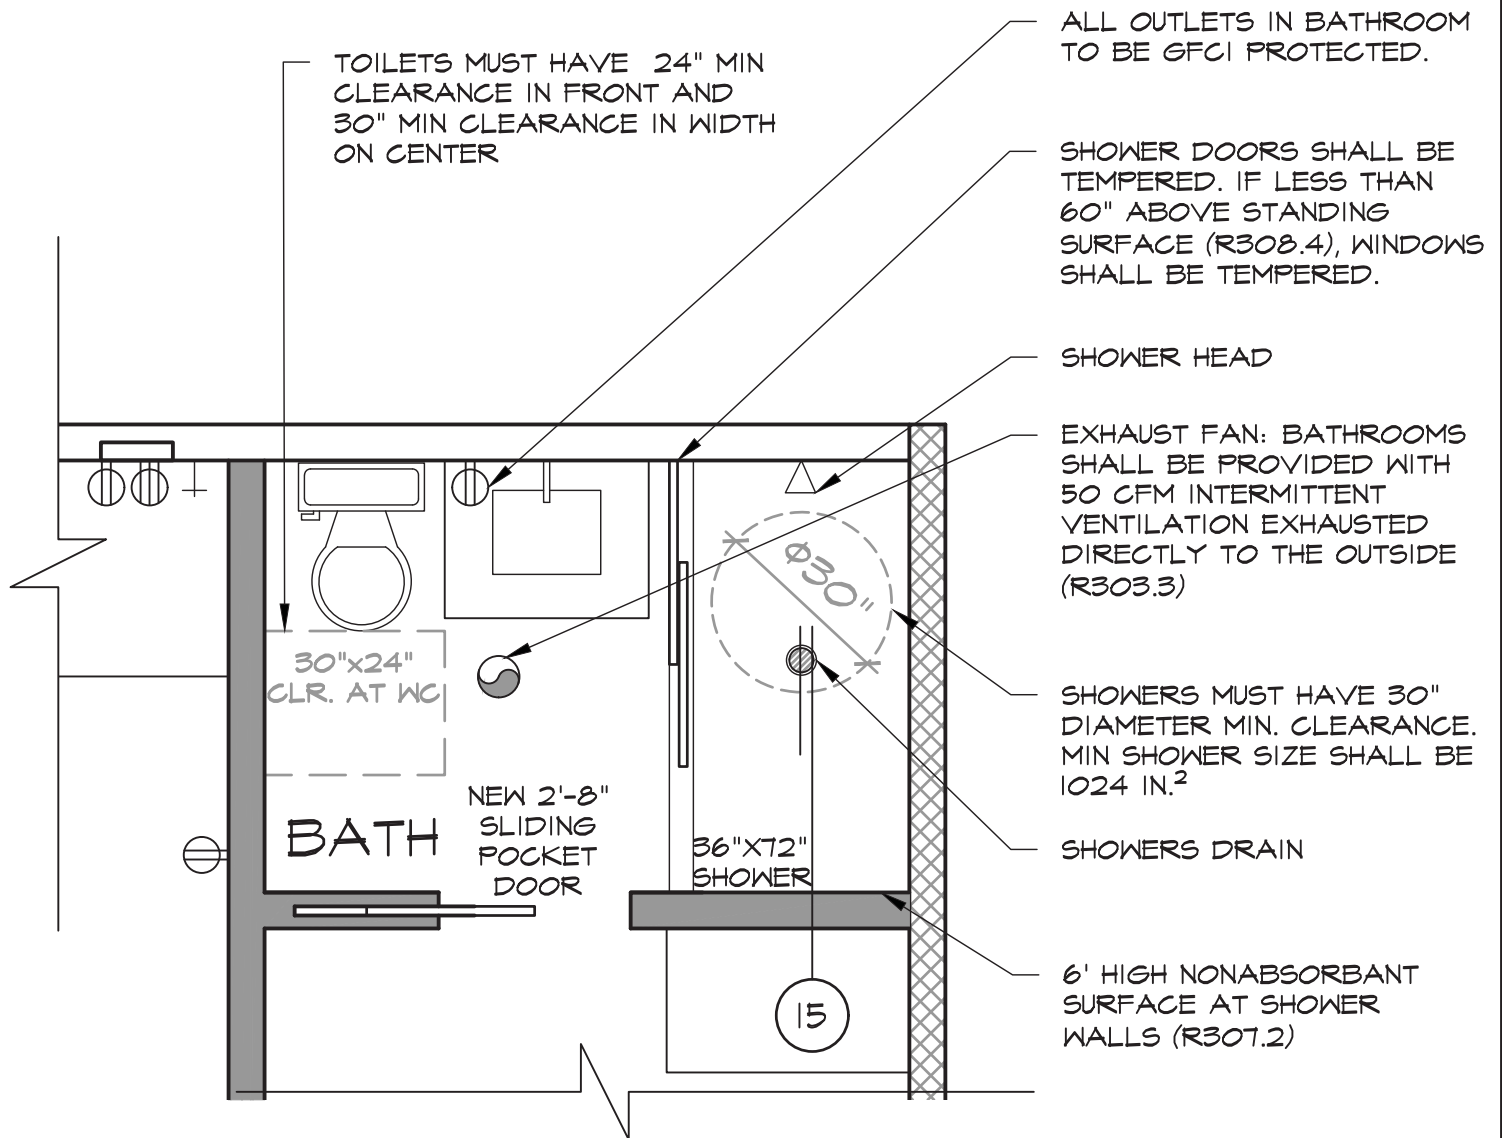 TOILETS MUST HAVE 24" MIN
CLEARANCE IN FRONT AND
30" MIN CLEARANCE IN WIDTH
ON CENTER
ALL OUTLETS IN BATHROOM
TO BE GFCI PROTECTED.
SHOWER DOORS SHALL BE
TEMPERED. IF LESS THAN
60" ABOVE STANDING
SURFACE (R308.4), WINDOWS
SHALL BE TEMPERED.
SHOWER HEAD
EXHAUST FAN: BATHROOMS
SHALL BE PROVIDED WITH
50 CFM INTERMITTENT
VENTILATION EXHAUSTED
DIRECTLY TO THE OUTSIDE
(R303.3)
SHOWERS MUST HAVE 30"
DIAMETER MIN. CLEARANCE.
MIN SHOWER SIZE SHALL BE
1024 IN.²
SHOWERS DRAIN
6' HIGH NONABSORBANT
SURFACE AT SHOWER
WALLS (R307.2)
Φ30"
30"x24"
CLR. AT WC
BATH
NEW 2'-8"
SLIDING
POCKET
DOOR
36"X72"
SHOWER
15